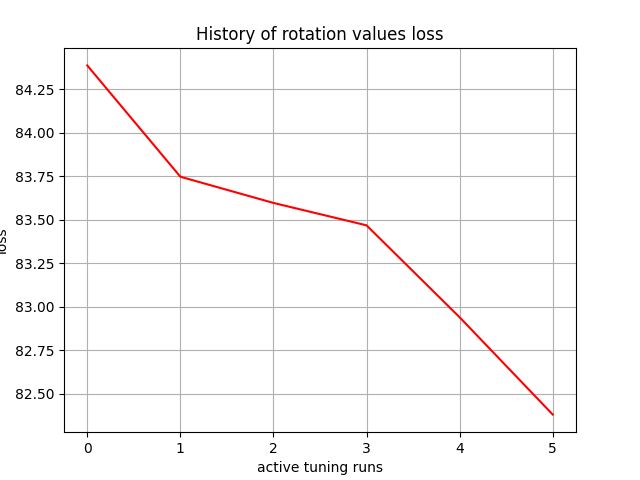 History of rotation values loss
84.25
84.00
83.75
83.50
83.25
83.00
82.75
82.50
loss
0 1 2 3 4 5
active tuning runs